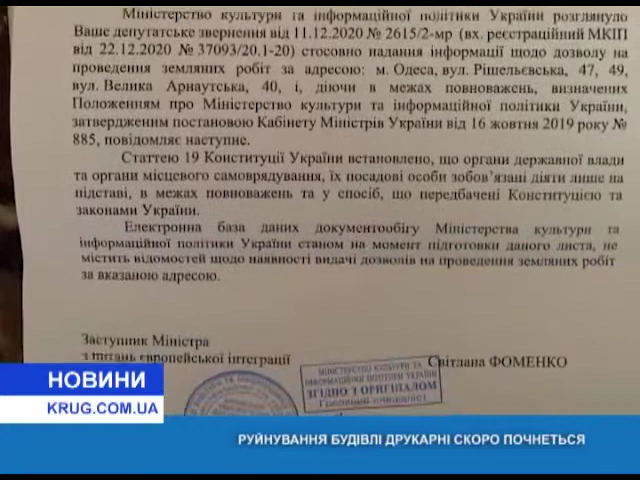 Міністерство культури та інформаційної політики України розглянуло
Ваше депутатське звернення від 11.12.2020 № 2615/2-мр (вх. реєстраційний МКІП
від 22.12.2020 № 37093/20.1-20) стосовно надання інформації щодо дозволу на
проведення земляних робіт за адресою: м. Одеса, вул. Рішельєвська, 47, 49,
вул. Велика Арнаутська, 40, і, діючи в межах повноважень, визначених
Положенням про Міністерство культури та інформаційної політики України,
затвердженим постановою Кабінету Міністрів України від 16 жовтня 2019 року №
885, повідомляє наступне.
Статтею 19 Конституції України встановлено, що органи державної влади
та органи місцевого самоврядування, їх посадові особи зобов'язані діяти лише на
підставі, в межах повноважень та у спосіб, що передбачені Конституцією та
законами України.
Електронна база даних документообігу Міністерства культури та
інформаційної політики України станом на момент підготовки даного листа, не
містить відомостей щодо наявності видачі дозволів на проведення земляних робіт
за вказаною адресою.
Заступник Міністра
з питань європейської інтеграції
Світлана ФОМЕНКО
МІНІСТЕРСТВО КУЛЬТУРИ ТА
ІНФОРМАЦІЙНОЇ ПОЛІТИКИ УКРАЇНИ
ЗГІДНО З ОРИГІНАЛОМ
НОВИНИ
KRUG.COM.UA
РУЙНУВАННЯ БУДІВЛІ ДРУКАРНІ СКОРО ПОЧНЕТЬСЯ